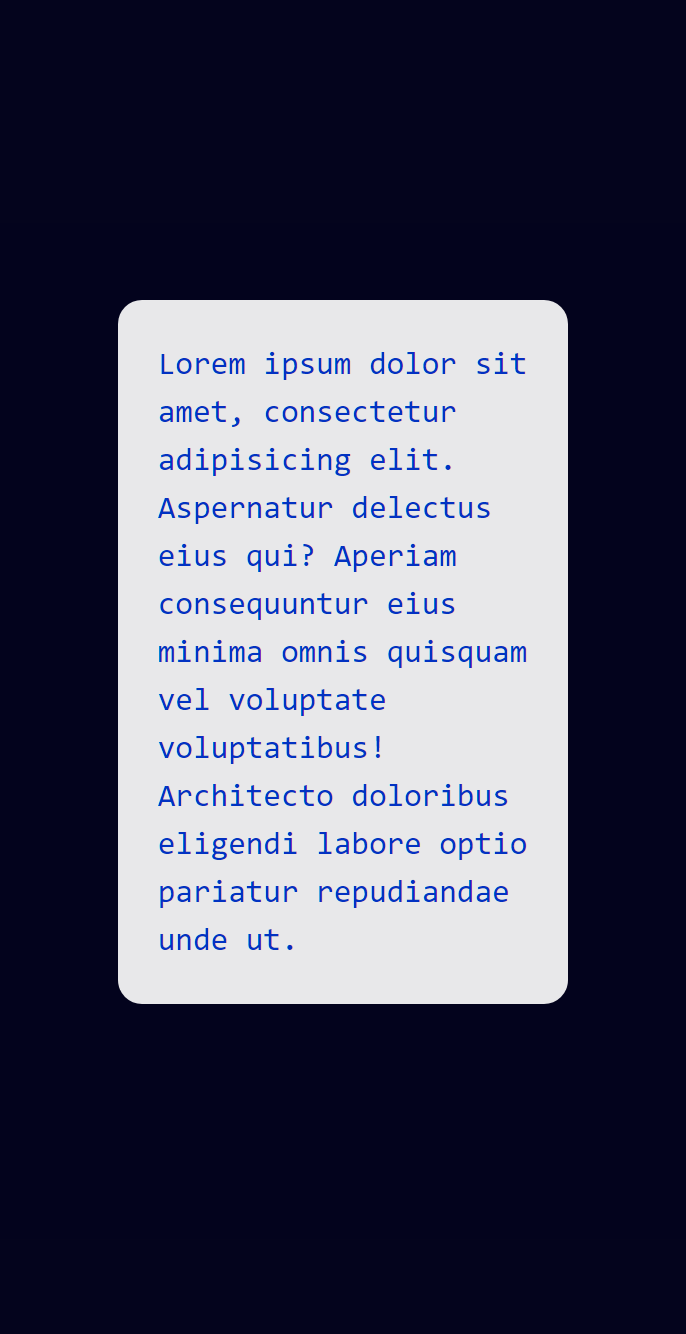 Lorem ipsum dolor sit
amet, consectetur
adipisicing elit.
Aspernatur delectus
eius qui? Aperiam
consequuntur eius
minima omnis quisquam
vel voluptate
voluptatibus!
Architecto doloribus
eligendi labore optio
pariatur repudiandae
unde ut.